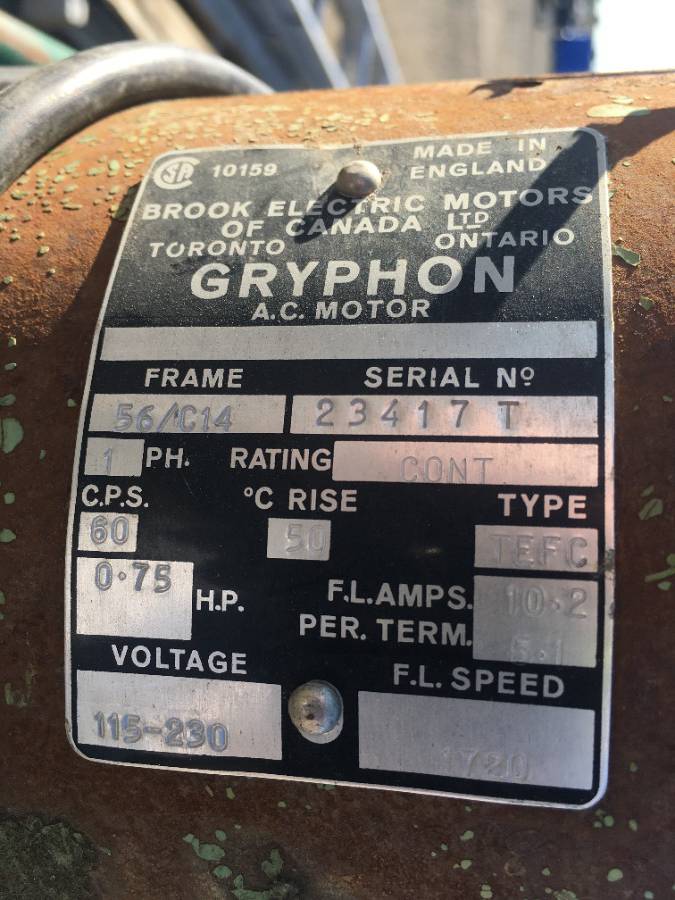 CSA 10159 MADE IN
ENGLAND
BROOK ELECTRIC MOTORS
OF CANADA LTD
TORONTO ONTARIO
GRYPHON
A.C. MOTOR
FRAME SERIAL Nº
56/C14 23417 T
1 PH. RATING CONT
C.P.S. ºC RISE TYPE
60 50 TEFC
0·75 H.P. F.L.AMPS. 10·2
PER. TERM. 5·1
VOLTAGE F.L. SPEED
115-230 1720